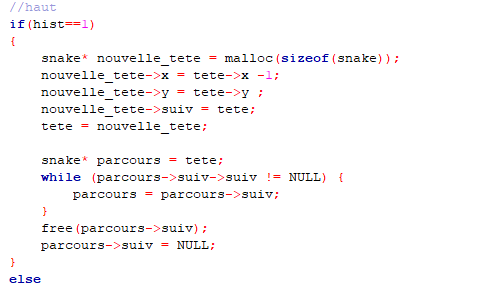 //haut
if(hist==1)
{
    snake* nouvelle_tete = malloc(sizeof(snake));
    nouvelle_tete->x = tete->x -1;
    nouvelle_tete->y = tete->y ;
    nouvelle_tete->suiv = tete;
    tete = nouvelle_tete;

    snake* parcours = tete;
    while (parcours->suiv->suiv != NULL) {
        parcours = parcours->suiv;
    }
    free(parcours->suiv);
    parcours->suiv = NULL;
}
else